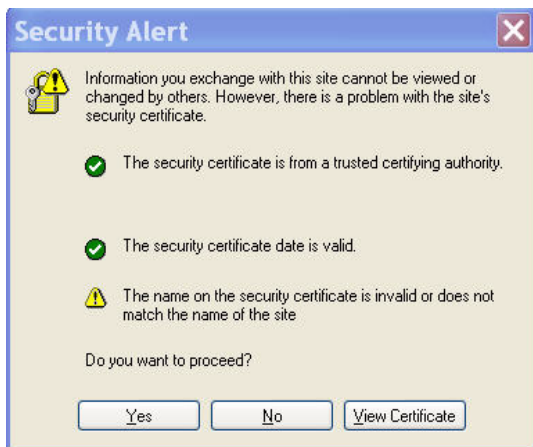 Security Alert
Information you exchange with this site cannot be viewed or
changed by others. However, there is a problem with the site's
security certificate.
The security certificate is from a trusted certifying authority.
The security certificate date is valid.
The name on the security certificate is invalid or does not
match the name of the site
Do you want to proceed?
Yes No View Certificate